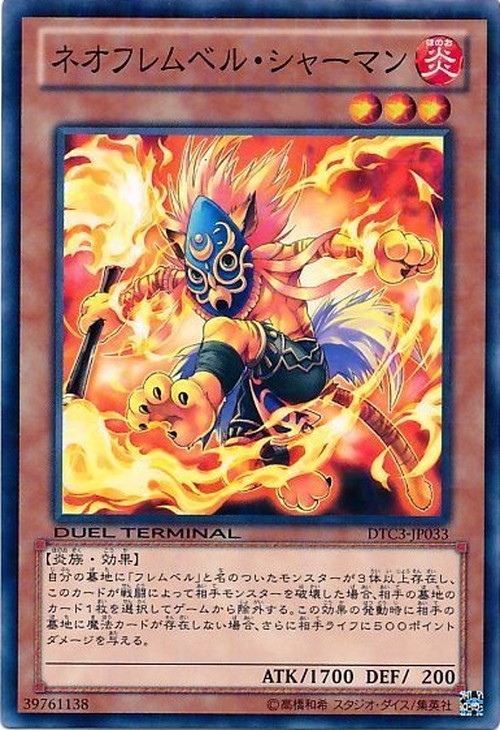 ネオフレムベル・シャーマン
ほのお
炎
DUEL TERMINAL
DTC3-JP033
【炎族・効果】
自分の墓地に「フレムベル」と名のついたモンスターが3体以上存在し、
このカードが戦闘によって相手モンスターを破壊した場合、相手の墓地の
カード1枚を選択してゲームから除外する。この効果の発動時に相手の
墓地に魔法カードが存在しない場合、さらに相手ライフに500ポイント
ダメージを与える。
ATK/1700 DEF/ 200
39761138
©高橋和希 スタジオ・ダイス/集英社